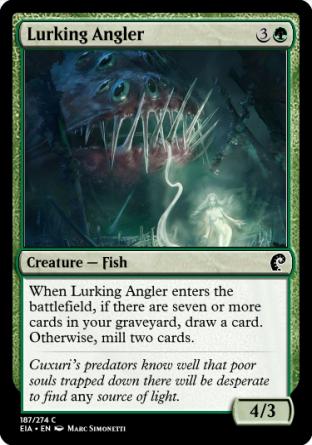 Lurking Angler 3
Creature — Fish
When Lurking Angler enters the
battlefield, if there are seven or more
cards in your graveyard, draw a card.
Otherwise, mill two cards.
Cuxuri's predators know well that poor
souls trapped down there will be desperate
to find any source of light.
4/3
187/274 C
EIA • EN Marc Simonetti